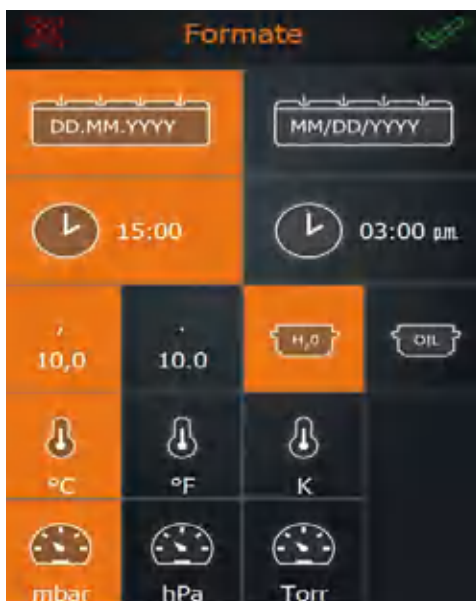 Formate
DD.MM.YYYY MM/DD/YYYY
15:00 03:00 p.m.
, .
10,0 10.0 H₂O OIL
°C °F K
mbar hPa Torr